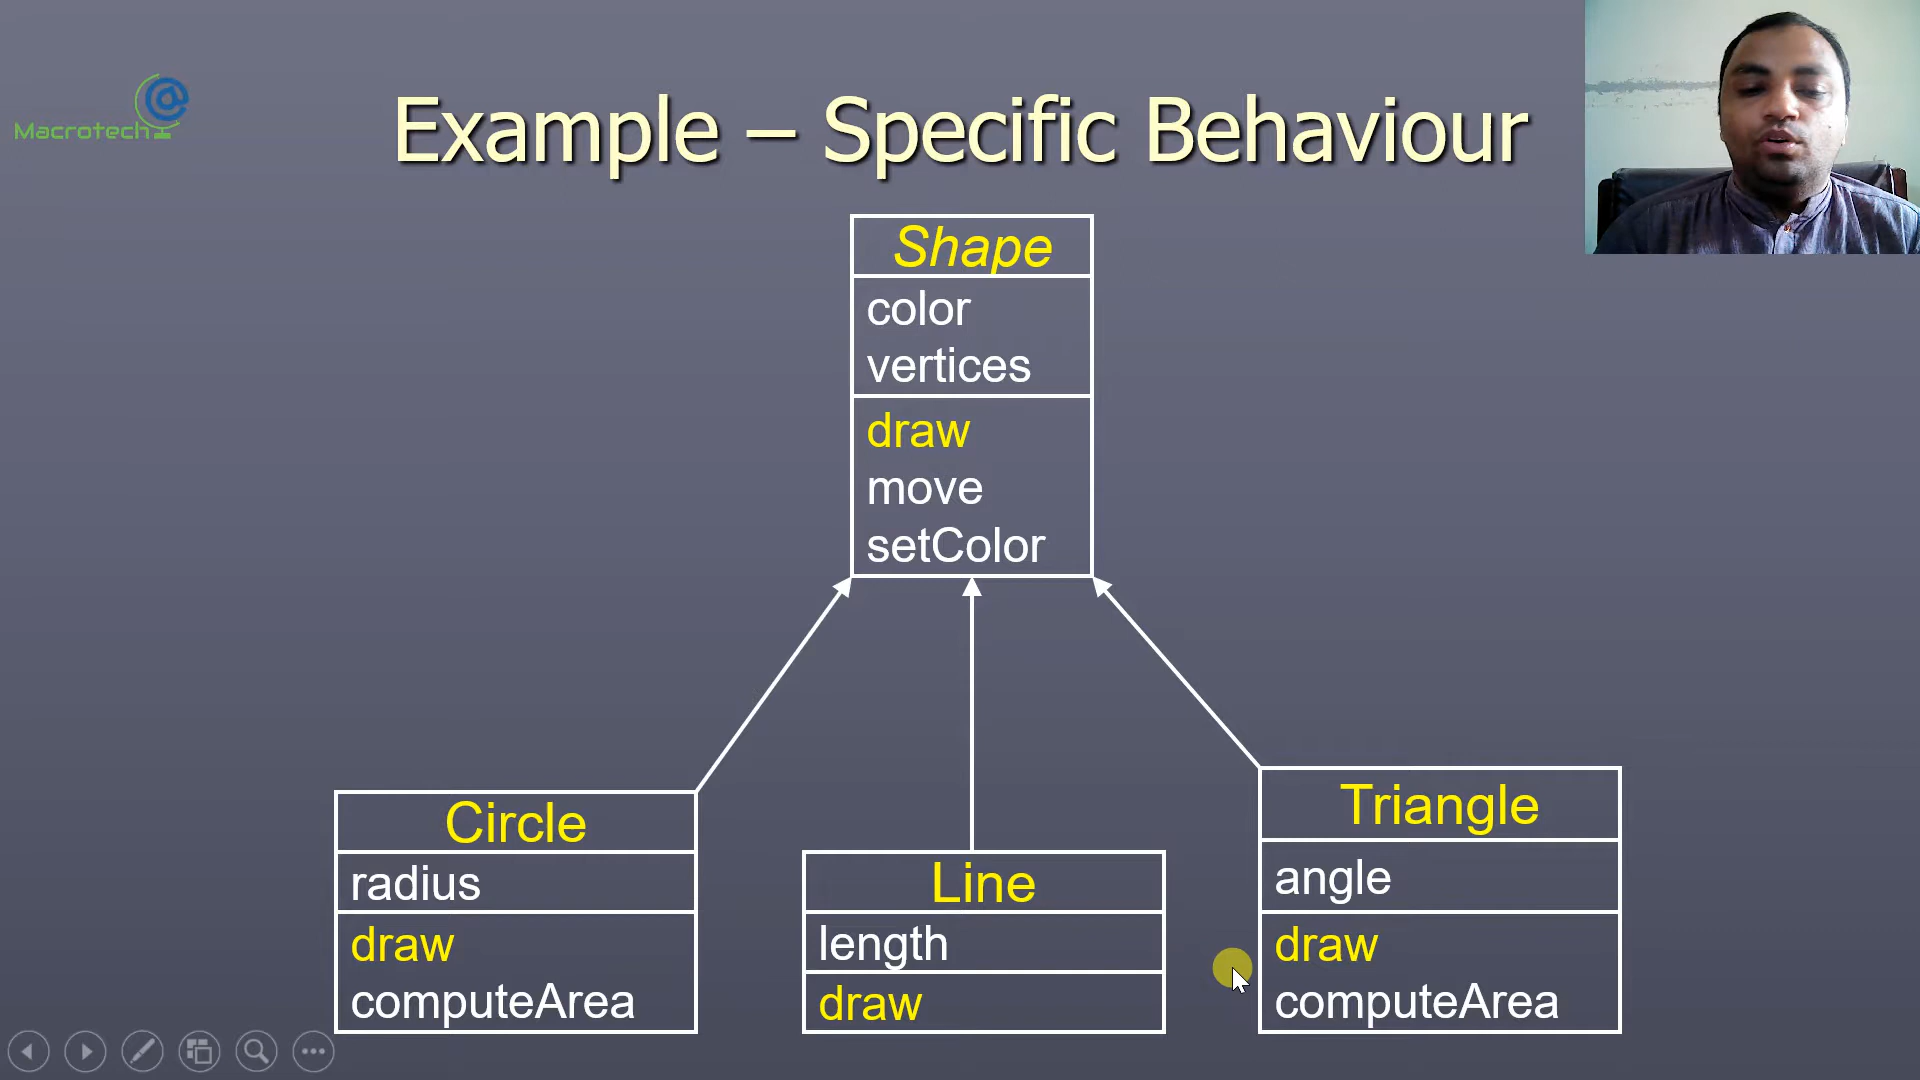 Macrotech
Example – Specific Behaviour
Shape
color
vertices
draw
move
setColor
Circle
radius
draw
computeArea
Line
length
draw
Triangle
angle
draw
computeArea